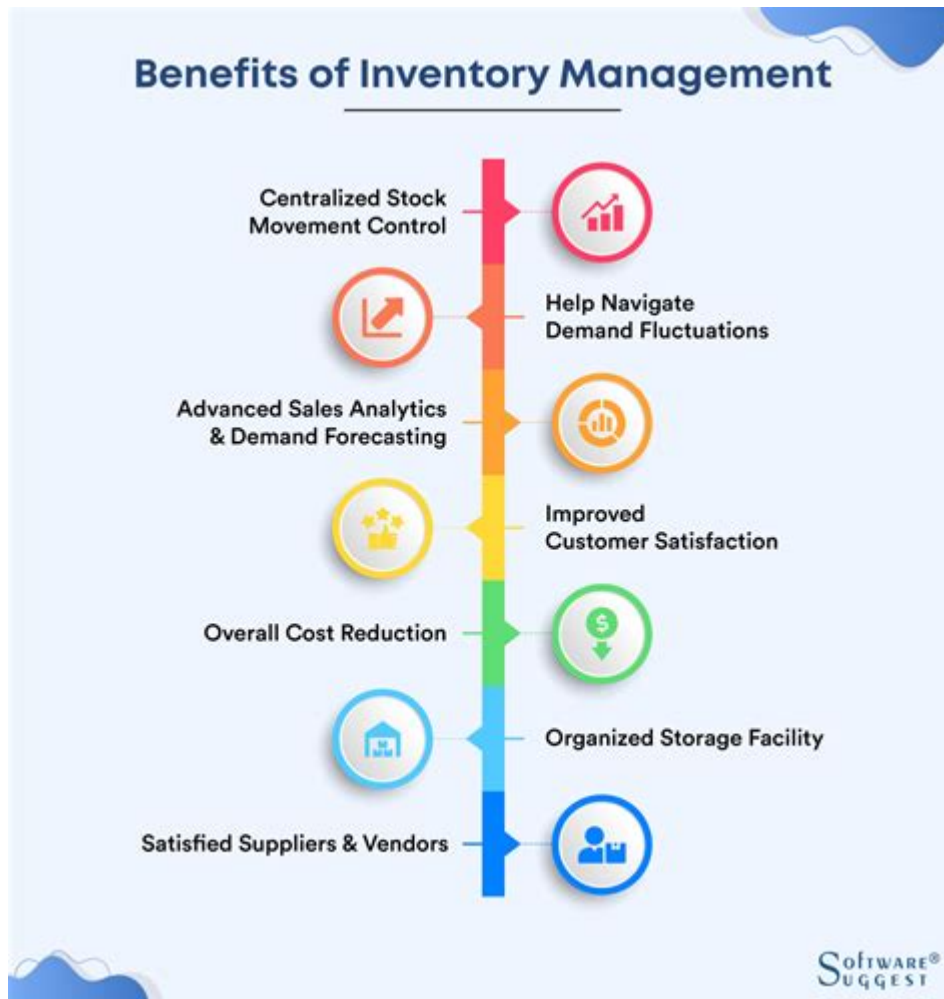 Benefits of Inventory Management
Centralized Stock
Movement Control
Help Navigate
Demand Fluctuations
Advanced Sales Analytics
& Demand Forecasting
Improved
Customer Satisfaction
$
Overall Cost Reduction
Organized Storage Facility
Satisfied Suppliers & Vendors
SOFTWARE®
SUGGEST